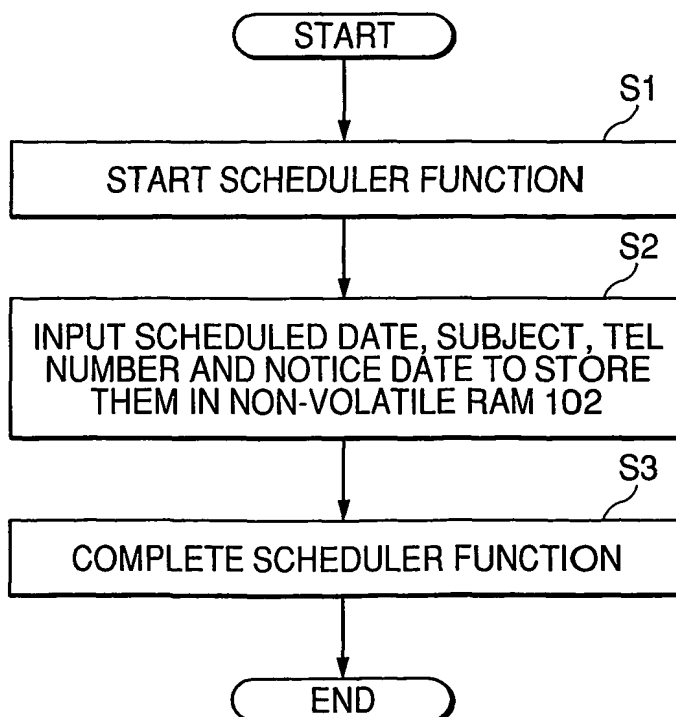 START
S1
START SCHEDULER FUNCTION
S2
INPUT SCHEDULED DATE, SUBJECT, TEL
NUMBER AND NOTICE DATE TO STORE
THEM IN NON-VOLATILE RAM 102
S3
COMPLETE SCHEDULER FUNCTION
END